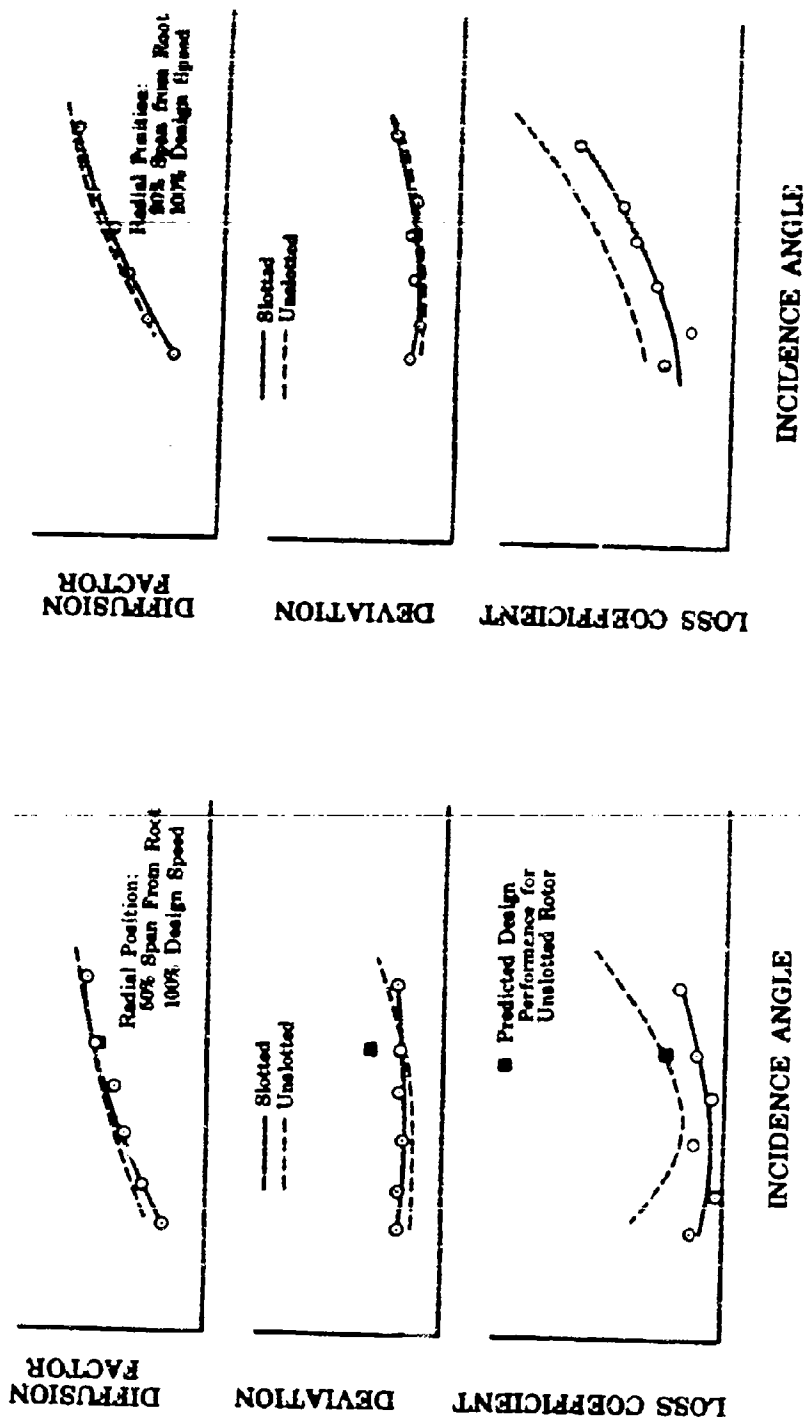 DIFFUSION
FACTOR
Radial Position:
50% Span From Root
100% Design Speed
DEVIATION
Slotted
Unslotted
LOSS COEFFICIENT
Predicted Design
Performance for
Unslotted Rotor
INCIDENCE ANGLE
DIFFUSION
FACTOR
Radial Position:
90% Span from Root
100% Design Speed
DEVIATION
Slotted
Unslotted
LOSS COEFFICIENT
INCIDENCE ANGLE